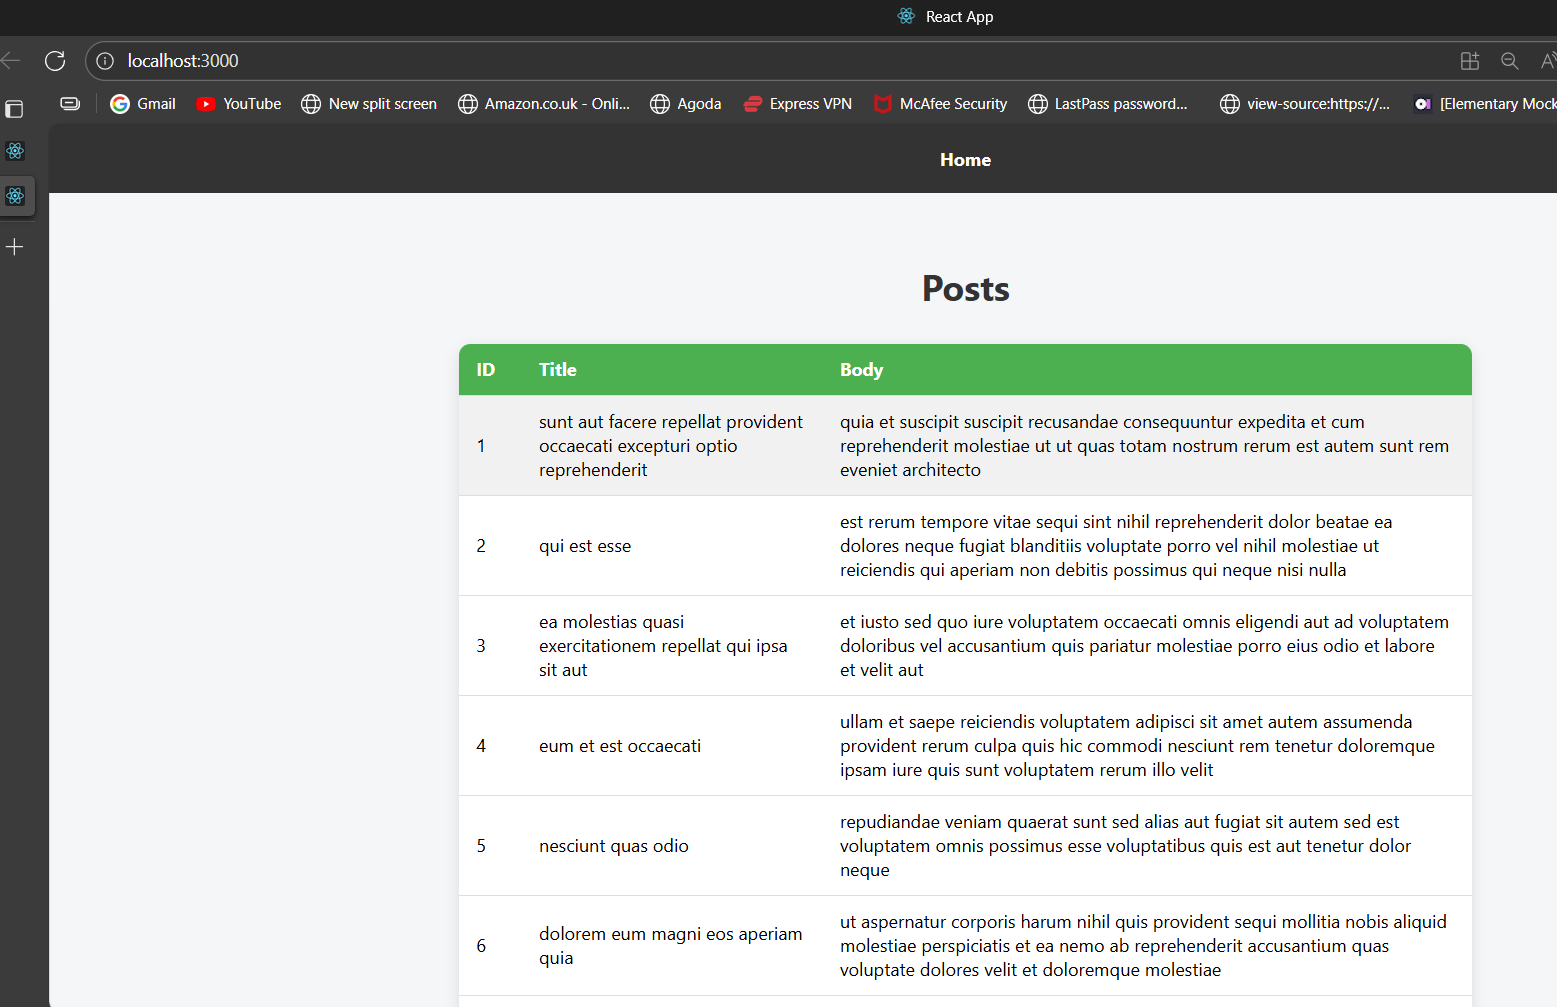 React App
localhost:3000
Gmail YouTube New split screen Amazon.co.uk - Onli... Agoda Express VPN McAfee Security LastPass password... view-source:https://... [Elementary Mock
Home
Posts
ID Title Body
1 sunt aut facere repellat provident occaecati excepturi optio reprehenderit
quia et suscipit suscipit recusandae consequuntur expedita et cum
reprehenderit molestiae ut ut quas totam nostrum rerum est autem sunt rem
eveniet architecto
2 qui est esse
est rerum tempore vitae sequi sint nihil reprehenderit dolor beatae ea
dolores neque fugiat blanditiis voluptate porro vel nihil molestiae ut
reiciendis qui aperiam non debitis possimus qui neque nisi nulla
3 ea molestias quasi exercitationem repellat qui ipsa sit aut
et iusto sed quo iure voluptatem occaecati omnis eligendi aut ad voluptatem
doloribus vel accusantium quis pariatur molestiae porro eius odio et labore
et velit aut
4 eum et est occaecati
ullam et saepe reiciendis voluptatem adipisci sit amet autem assumenda
provident rerum culpa quis hic commodi nesciunt rem tenetur doloremque
ipsam iure quis sunt voluptatem rerum illo velit
5 nesciunt quas odio
repudiandae veniam quaerat sunt sed alias aut fugiat sit autem sed est
voluptatem omnis possimus esse voluptatibus quis est aut tenetur dolor
neque
6 dolorem eum magni eos aperiam quia
ut aspernatur corporis harum nihil quis provident sequi mollitia nobis aliquid
molestiae perspiciatis et ea nemo ab reprehenderit accusantium quas
voluptate dolores velit et doloremque molestiae